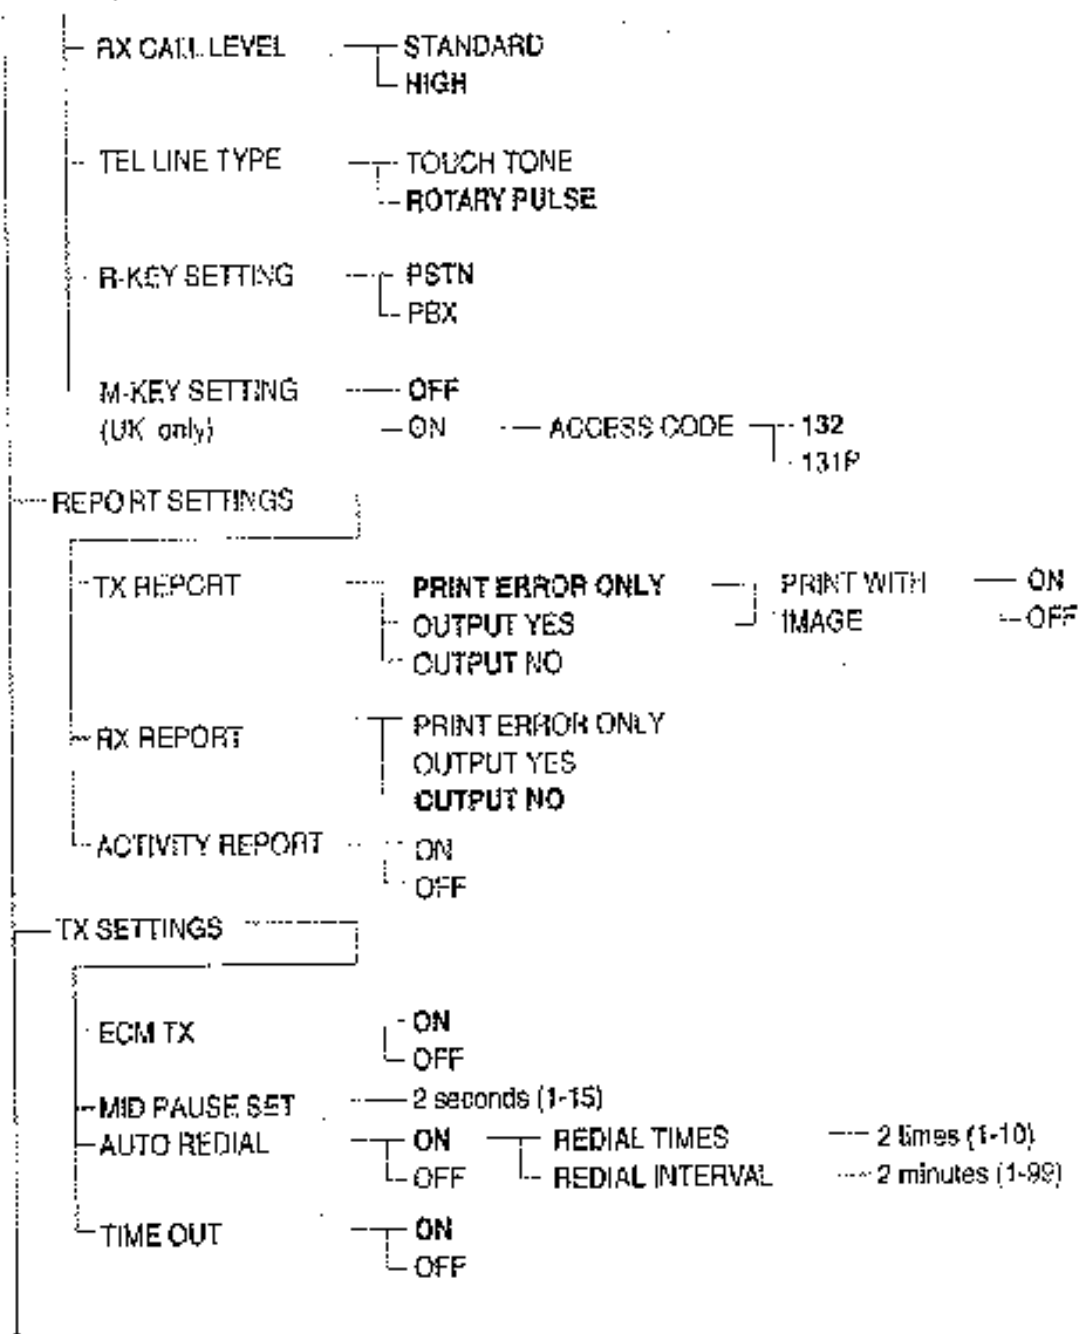 RX CALL LEVEL STANDARD
HIGH
TEL LINE TYPE TOUCH TONE
ROTARY PULSE
R-KEY SETTING PSTN
PBX
M-KEY SETTING OFF
(UK only) ON ACCESS CODE 132
131P
REPORT SETTINGS
TX REPORT PRINT ERROR ONLY PRINT WITH ON
OUTPUT YES IMAGE OFF
OUTPUT NO
RX REPORT PRINT ERROR ONLY
OUTPUT YES
OUTPUT NO
ACTIVITY REPORT ON
OFF
TX SETTINGS
ECM TX ON
OFF
MID PAUSE SET 2 seconds (1-15)
AUTO REDIAL ON REDIAL TIMES 2 times (1-10)
OFF REDIAL INTERVAL 2 minutes (1-99)
TIME OUT ON
OFF